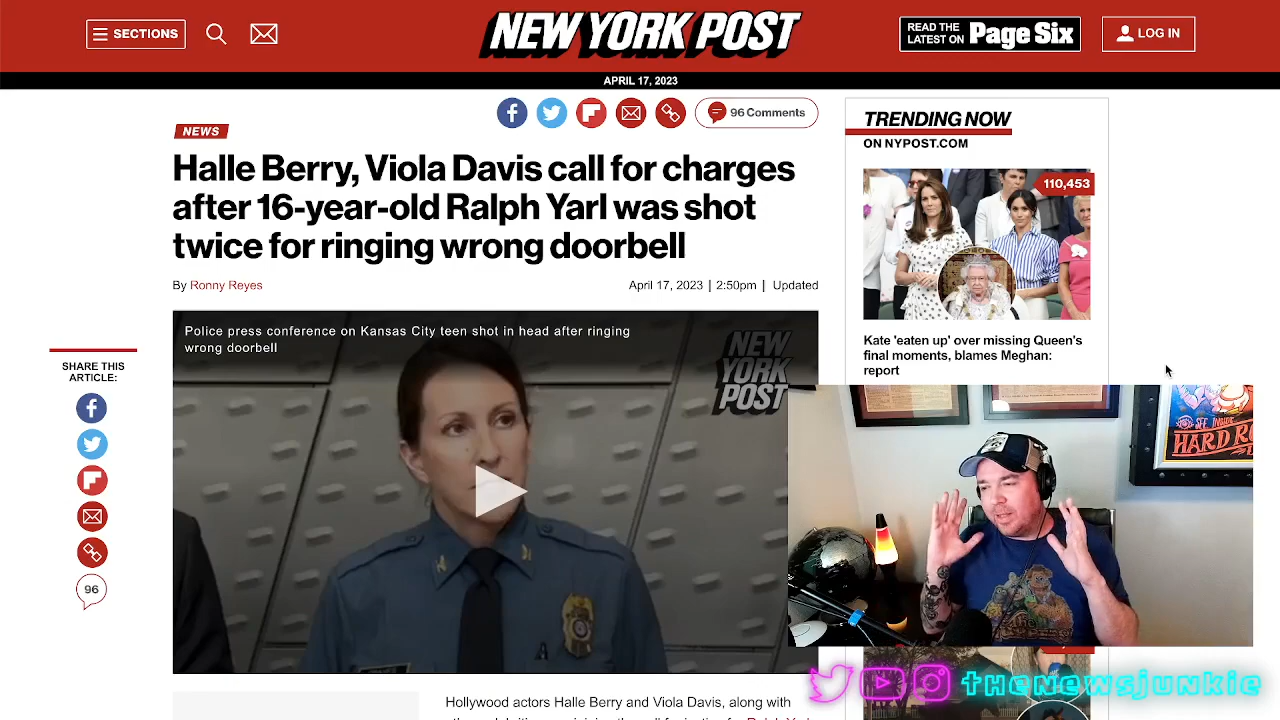 SECTIONS
NEW YORK POST
READ THE
LATEST ON
Page Six
LOG IN
APRIL 17, 2023
96 Comments
NEWS
Halle Berry, Viola Davis call for charges
after 16-year-old Ralph Yarl was shot
twice for ringing wrong doorbell
By Ronny Reyes
April 17, 2023 | 2:50pm | Updated
Police press conference on Kansas City teen shot in head after ringing
wrong doorbell
NEW
YORK
POST
SHARE THIS
ARTICLE:
96
Hollywood actors Halle Berry and Viola Davis, along with
TRENDING NOW
ON NYPOST.COM
110,453
Kate 'eaten up' over missing Queen's
final moments, blames Meghan:
report
SEE INSIDE
HARD RO
thenewsjunkie